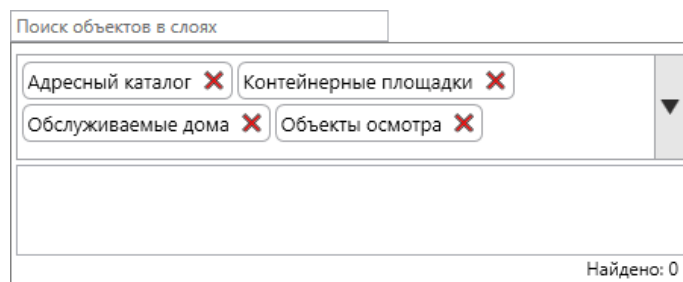 Поиск объектов в слоях
Адресный каталог Контейнерные площадки
Обслуживаемые дома Объекты осмотра
Найдено: 0